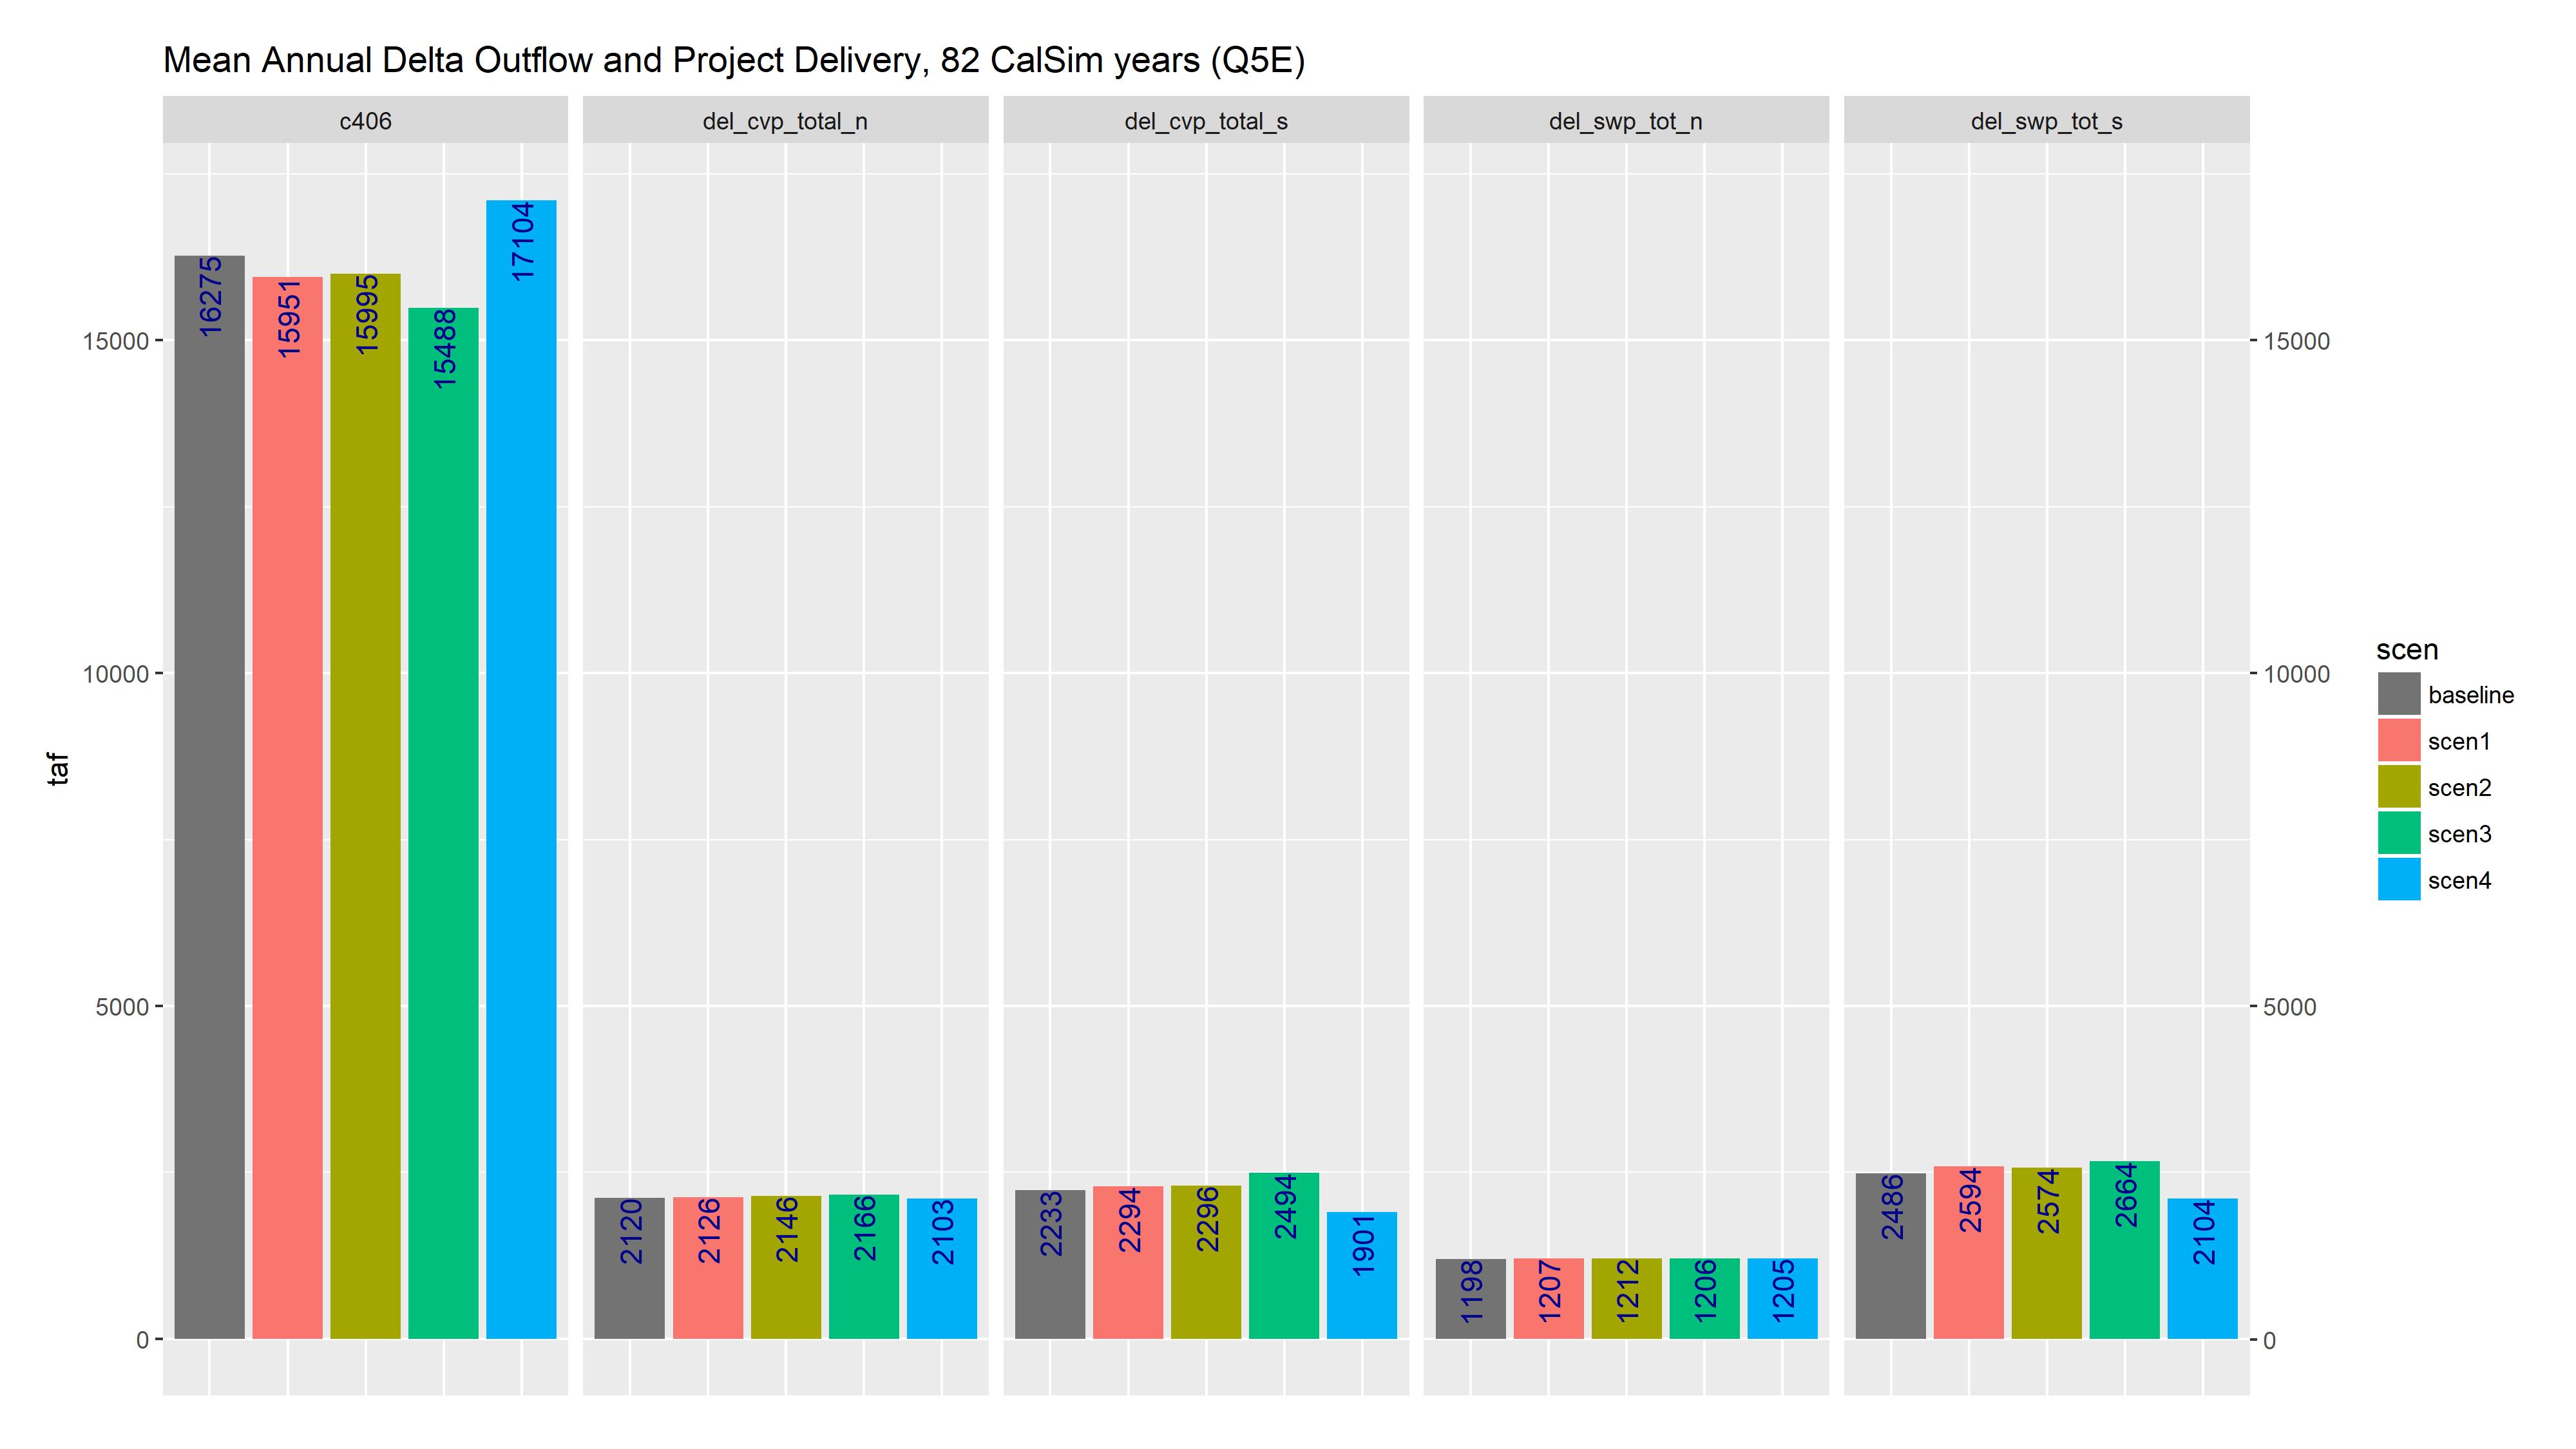 Mean Annual Delta Outflow and Project Delivery, 82 CalSim years (Q5E)
c406
del_cvp_total_n
del_cvp_total_s
del_swp_tot_n
del_swp_tot_s
taf
15000
10000
5000
0
16275
15951
15995
15488
17104
2120
2126
2146
2166
2103
2233
2294
2296
2494
1901
1198
1207
1212
1206
1205
2486
2594
2574
2664
2104
15000
10000
5000
0
scen
baseline
scen1
scen2
scen3
scen4